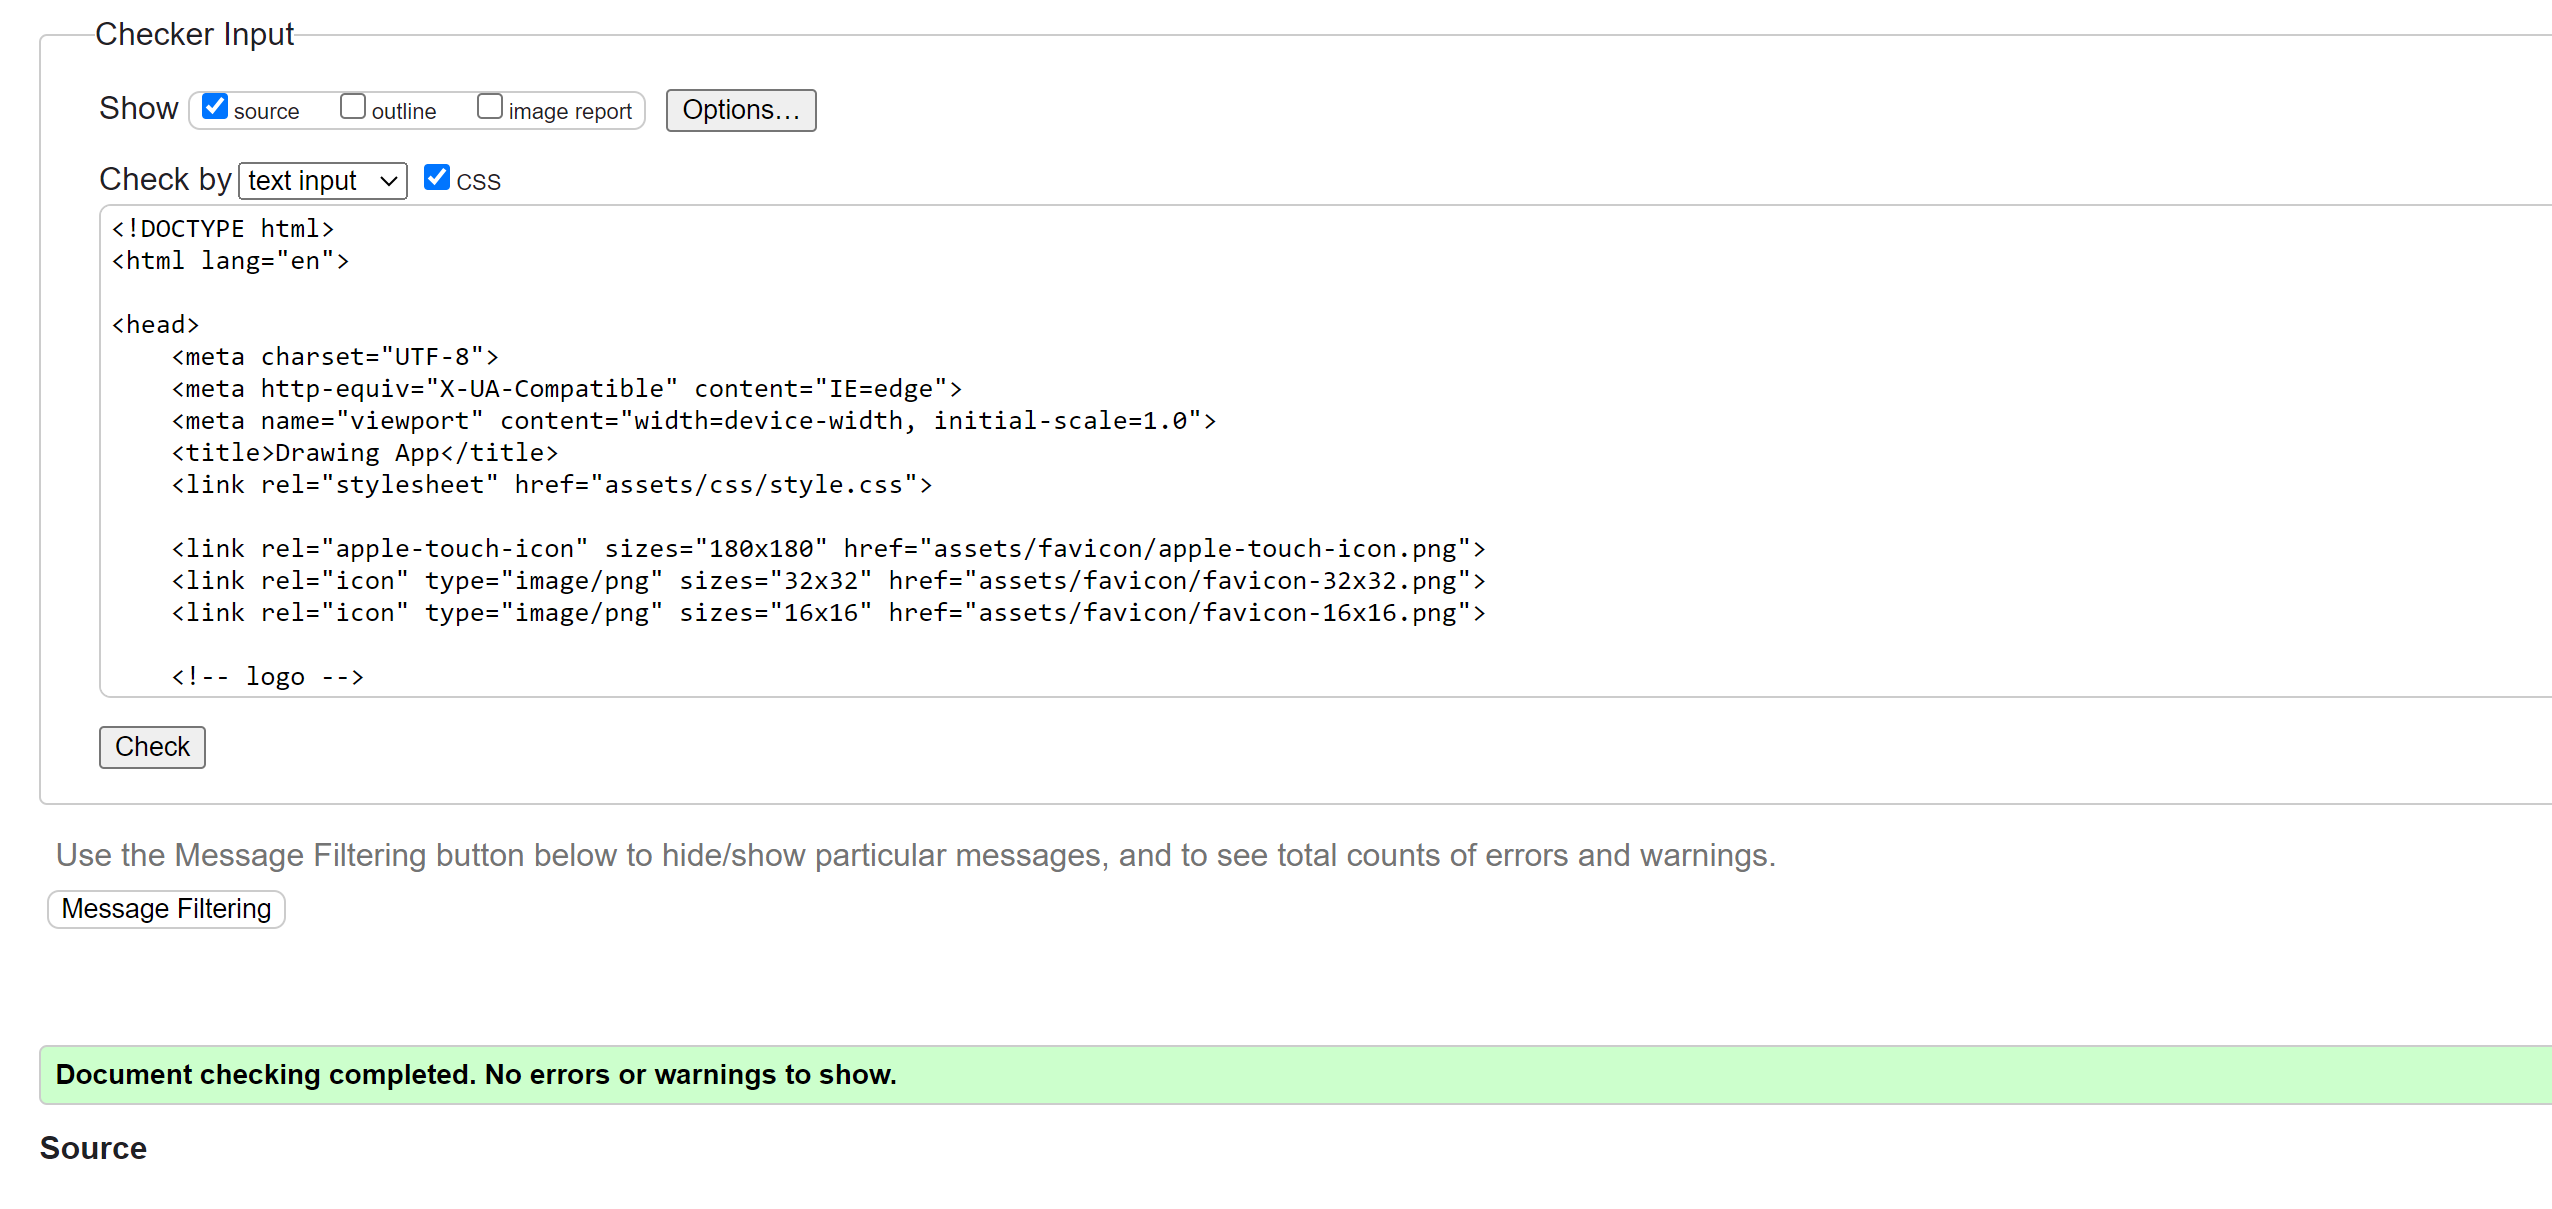 Checker Input
Show source outline image report Options...
Check by text input CSS
<!DOCTYPE html>
<html lang="en">
<head>
<meta charset="UTF-8">
<meta http-equiv="X-UA-Compatible" content="IE=edge">
<meta name="viewport" content="width=device-width, initial-scale=1.0">
<title>Drawing App</title>
<link rel="stylesheet" href="assets/css/style.css">
<link rel="apple-touch-icon" sizes="180x180" href="assets/favicon/apple-touch-icon.png">
<link rel="icon" type="image/png" sizes="32x32" href="assets/favicon/favicon-32x32.png">
<link rel="icon" type="image/png" sizes="16x16" href="assets/favicon/favicon-16x16.png">
<!-- logo -->
Check
Use the Message Filtering button below to hide/show particular messages, and to see total counts of errors and warnings.
Message Filtering
Document checking completed. No errors or warnings to show.
Source